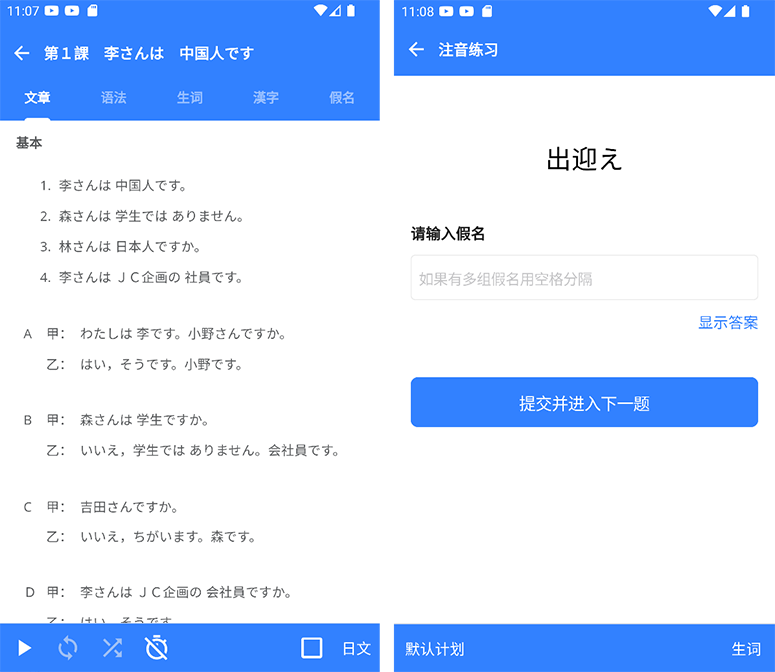 11:07
第１課　李さんは　中国人です
文章 语法 生词 漢字 假名
基本
1. 李さんは 中国人です。
2. 森さんは 学生では ありません。
3. 林さんは 日本人ですか。
4. 李さんは ＪＣ企画の 社員です。
A 甲： わたしは 李です。小野さんですか。
乙： はい，そうです。小野です。
B 甲： 森さんは 学生ですか。
乙： いいえ，学生では ありません。会社員です。
C 甲： 吉田さんですか。
乙： いいえ，ちがいます。森です。
D 甲： 李さんは ＪＣ企画の 会社員ですか。
乙： はい，そうです。
日文
11:08
注音练习
出迎え
请输入假名
如果有多组假名用空格分隔
显示答案
提交并进入下一题
默认计划 生词